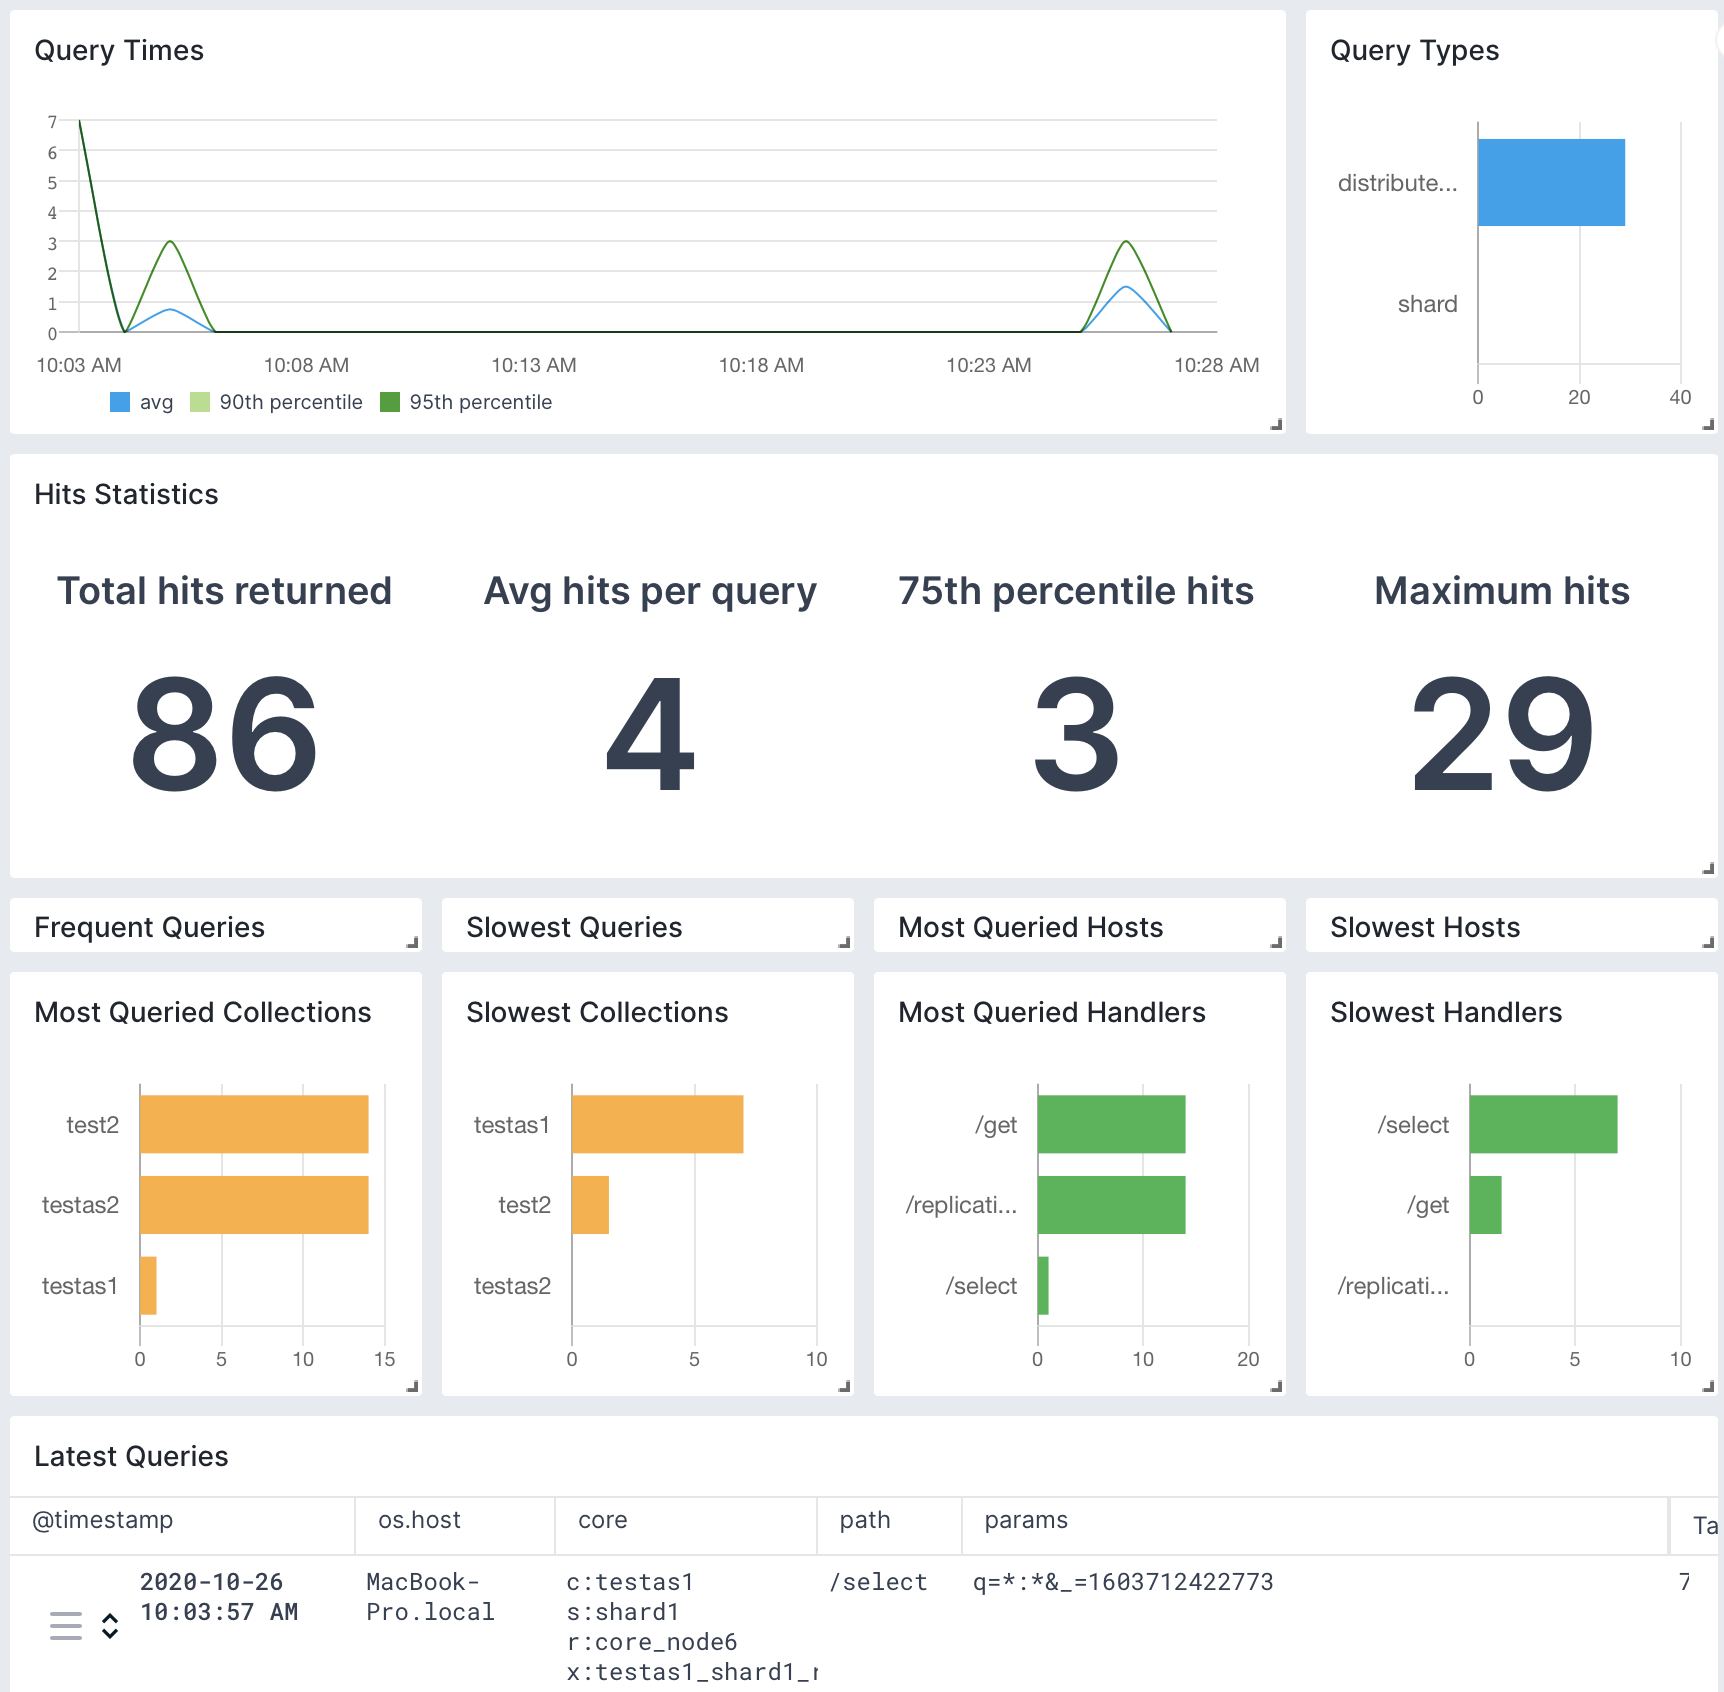 Query Times
7
6
5
4
3
2
1
0
10:03 AM 10:08 AM 10:13 AM 10:18 AM 10:23 AM 10:28 AM
avg 90th percentile 95th percentile
Query Types
distribute...
shard
0 20 40
Hits Statistics
Total hits returned Avg hits per query 75th percentile hits Maximum hits
86 4 3 29
Frequent Queries
Slowest Queries
Most Queried Hosts
Slowest Hosts
Most Queried Collections
test2
testas2
testas1
0 5 10 15
Slowest Collections
testas1
test2
testas2
0 5 10
Most Queried Handlers
/get
/replicati...
/select
0 10 20
Slowest Handlers
/select
/get
/replicati...
0 5 10
Latest Queries
@timestamp os.host core path params Ta
2020-10-26 MacBook- c:testas1 /select q=*:*&_=1603712422773 7
10:03:57 AM Pro.local s:shard1
r:core_node6
x:testas1_shard1_r